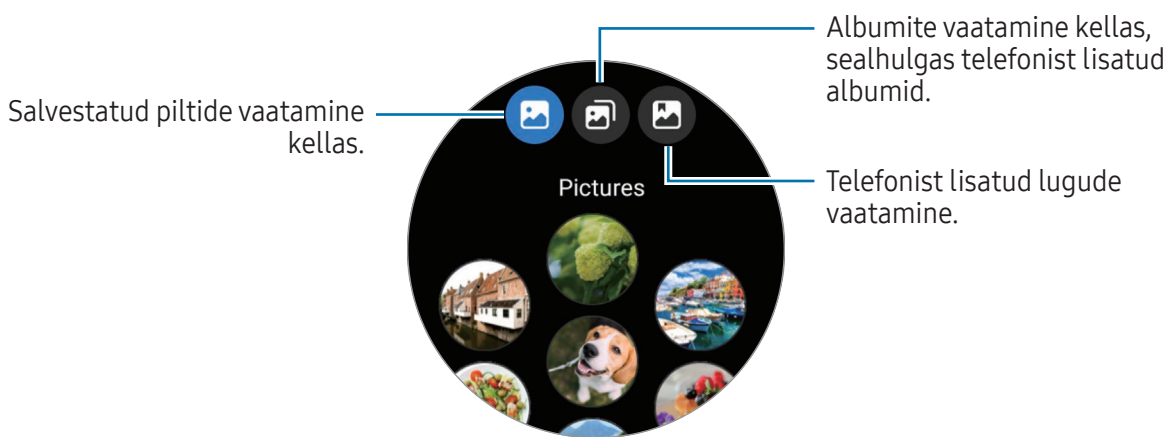 Salvestatud piltide vaatamine
kellas.
Albumite vaatamine kellas,
sealhulgas telefonist lisatud
albumid.
Pictures
Telefonist lisatud lugude
vaatamine.